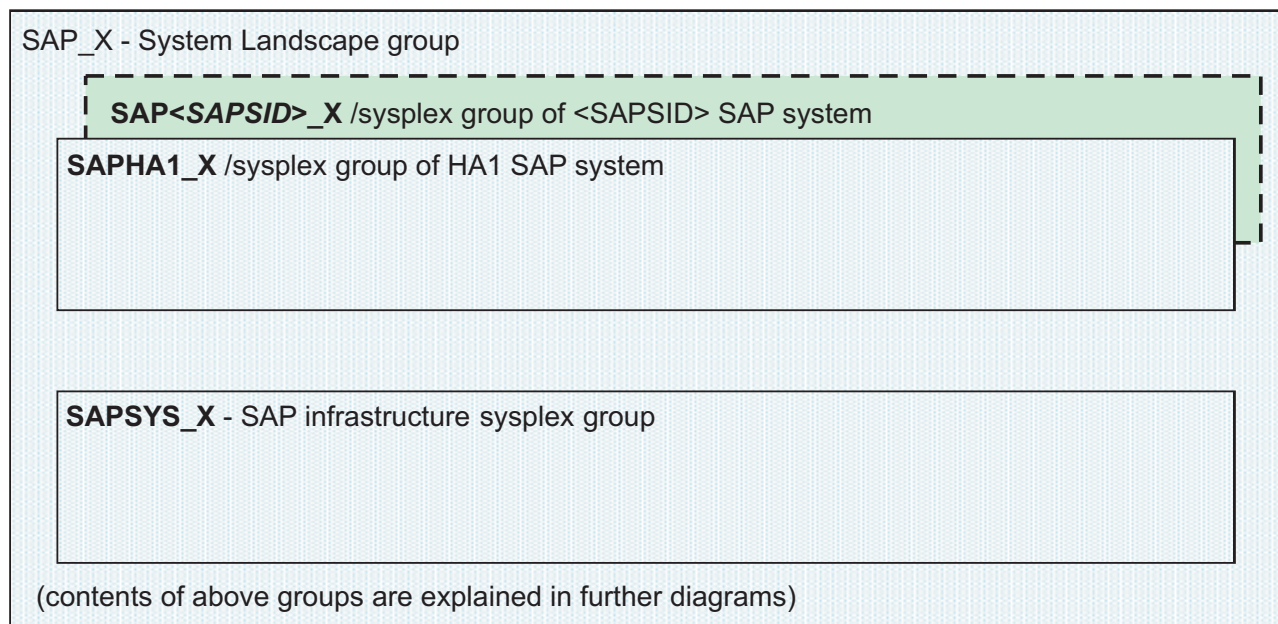 SAP_X - System Landscape group
SAP<SAPSID>_X /sysplex group of <SAPSID> SAP system
SAPHA1_X /sysplex group of HA1 SAP system
SAPSYS_X - SAP infrastructure sysplex group
(contents of above groups are explained in further diagrams)